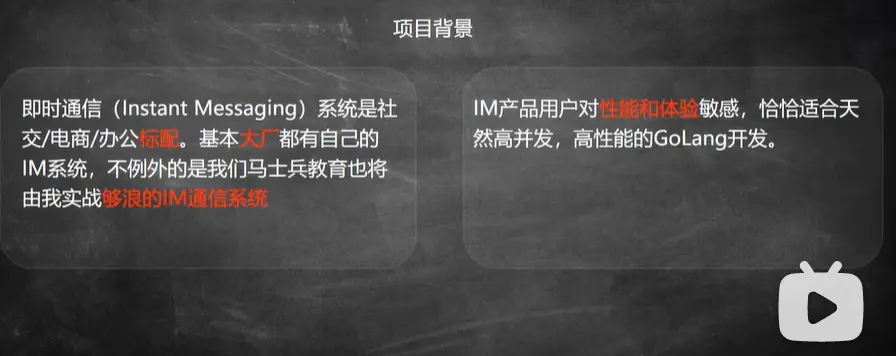 项目背景
即时通信（Instant Messaging）系统是社
交/电商/办公标配。基本大厂都有自己的
IM系统，不例外的是我们马士兵教育也将
由我实战够浪的IM通信系统
IM产品用户对性能和体验敏感，恰恰适合天
然高并发，高性能的GoLang开发。